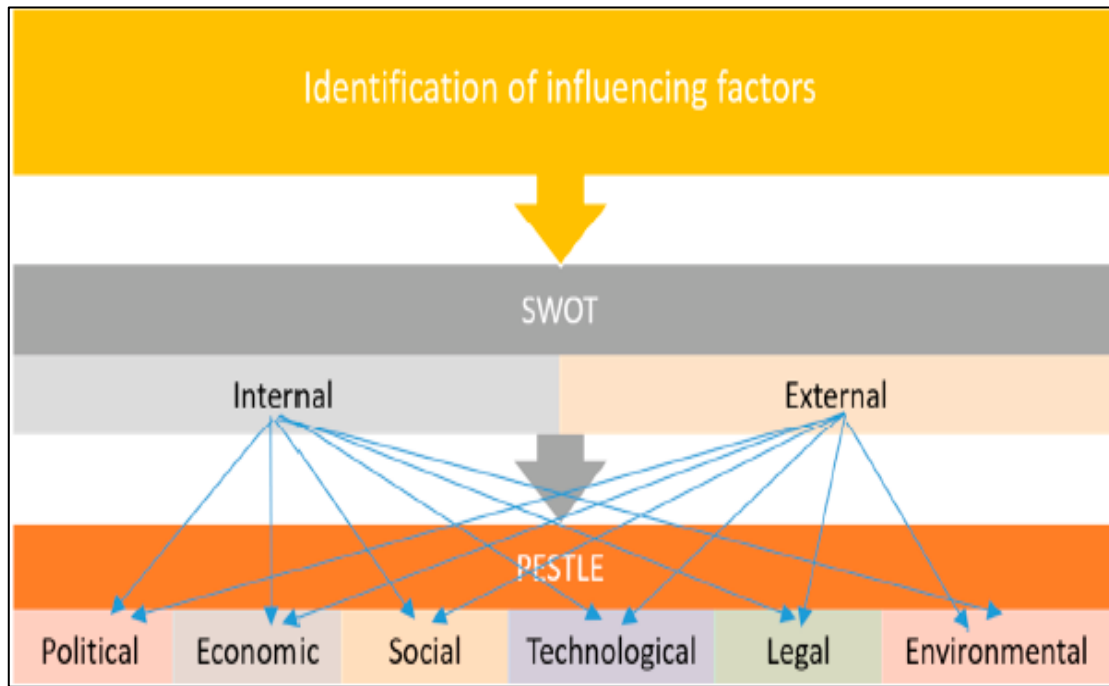 Identification of influencing factors
SWOT
Internal External
PESTLE
Political Economic Social Technological Legal Environmental